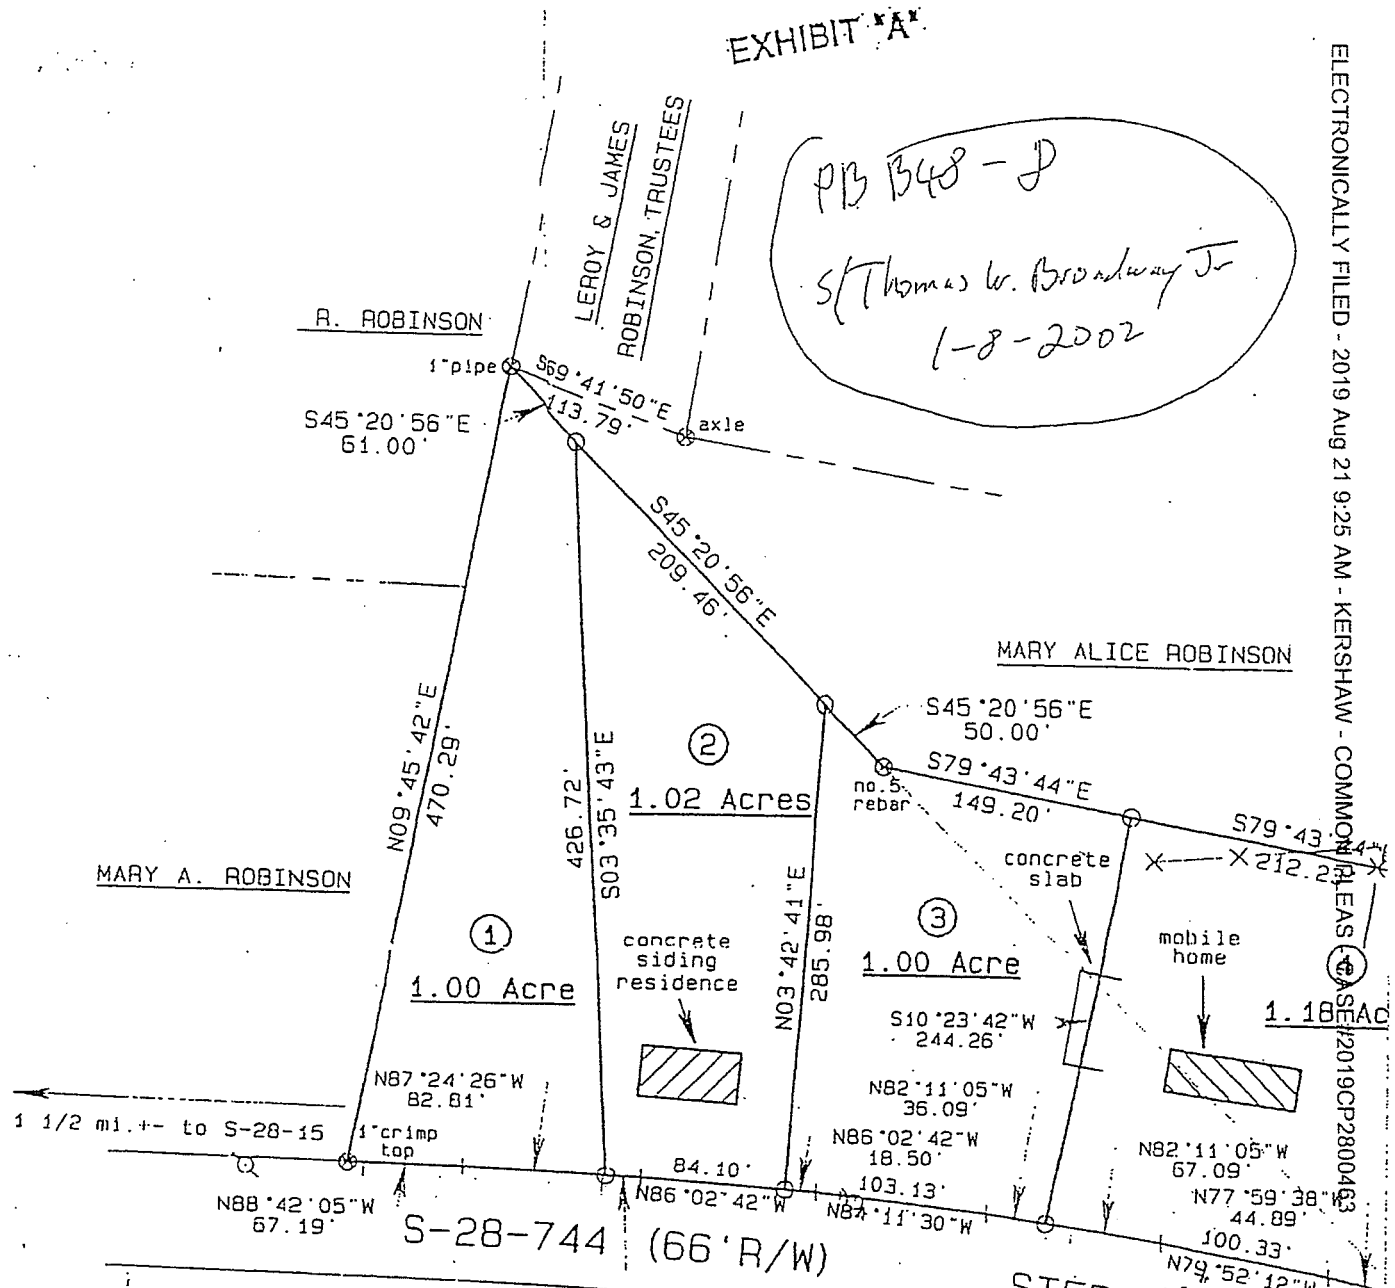 EXHIBIT "A"
ELECTRONICALLY FILED - 2019 Aug 21 9:25 AM - KERSHAW - COMMON PLEAS - CASE#2019CP2800463
LEROY & JAMES
ROBINSON, TRUSTEES
PB B48-8
S/Thomas W. Broadway Jr
1-8-2002
R. ROBINSON
1"pipe
S69°41'50"E
113.79'
axle
S45°20'56"E
61.00'
S45°20'56"E
209.46'
MARY ALICE ROBINSON
S45°20'56"E
50.00'
S79°43'44"E
149.20'
no.5
rebar
S79°43'44"E
212.23
N09°45'42"E
470.29'
426.72'
S03°35'43"E
2
1.02 Acres
MARY A. ROBINSON
1
1.00 Acre
concrete
siding
residence
N03°42'41"E
285.98'
3
1.00 Acre
concrete
slab
mobile
home
4
1.18 Ac
S10°23'42"W
244.26'
N87°24'26"W
82.81'
N82°11'05"W
36.09'
1 1/2 mi.+- to S-28-15
1"crimp
top
N86°02'42"W
18.50'
N82°11'05"W
67.09'
84.10'
N86°02'42"W
103.13'
N84°11'30"W
N77°59'38"W
44.89'
N88°42'05"W
67.19'
100.33'
N79°52'12"W
S-28-744 (66'R/W)